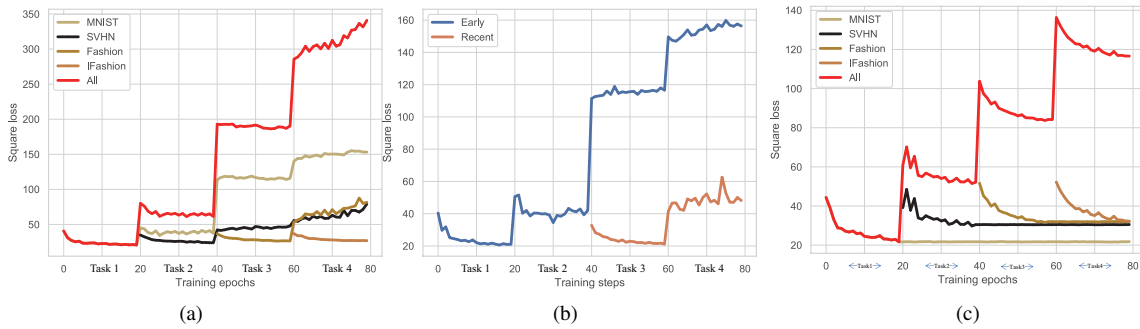 MNIST
SVHN
Fashion
IFashion
All
Square loss
350
300
250
200
150
100
50
0 Task 1 20 Task 2 40 Task 3 60 Task 4 80
Training epochs
(a)
Early
Recent
Square loss
160
140
120
100
80
60
40
20
0 Task 1 20 Task 2 40 Task 3 60 Task 4 80
Training steps
(b)
MNIST
SVHN
Fashion
IFashion
All
Square loss
140
120
100
80
60
40
20
0 Task1 20 Task2 40 Task3 60 Task4 80
Training epochs
(c)